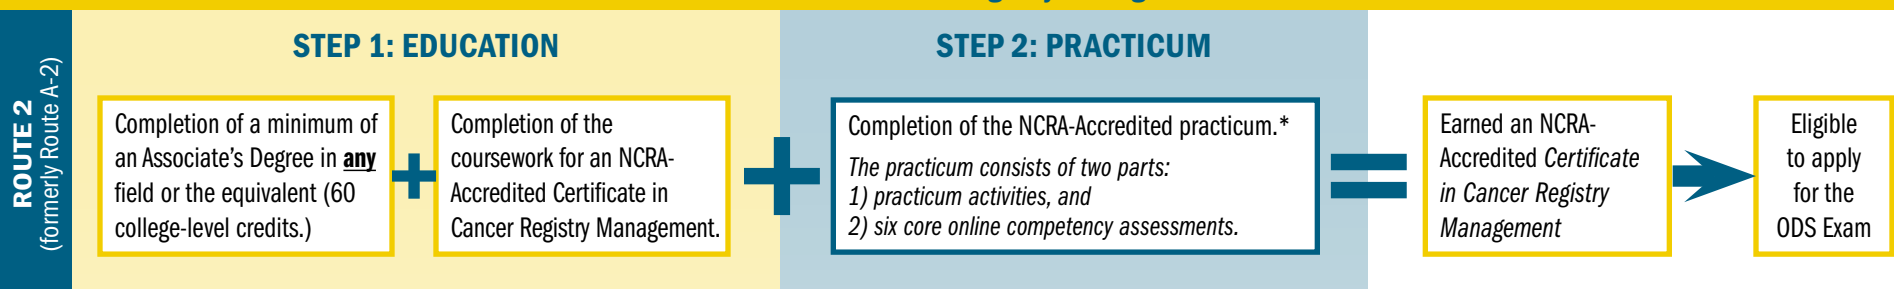 ROUTE 2
(formerly Route A-2)
STEP 1: EDUCATION
Completion of a minimum of
an Associate's Degree in any
field or the equivalent (60
college-level credits.)
+
Completion of the
coursework for an NCRA-
Accredited Certificate in
Cancer Registry Management.
+
STEP 2: PRACTICUM
Completion of the NCRA-Accredited practicum.*
The practicum consists of two parts:
1) practicum activities, and
2) six core online competency assessments.
=
Earned an NCRA-
Accredited Certificate
in Cancer Registry
Management
Eligible
to apply
for the
ODS Exam